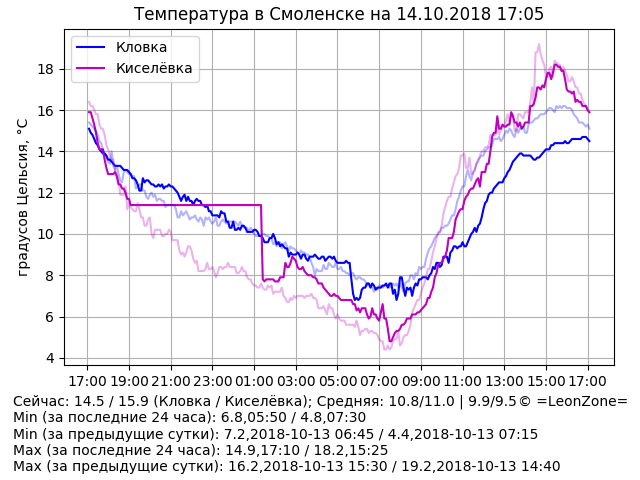 Температура в Смоленске на 14.10.2018 17:05
Кловка
Киселёвка
градусов Цельсия, °C
18
16
14
12
10
8
6
4
17:00 19:00 21:00 23:00 01:00 03:00 05:00 07:00 09:00 11:00 13:00 15:00 17:00
Сейчас: 14.5 / 15.9 (Кловка / Киселёвка); Средняя: 10.8/11.0 | 9.9/9.5© =LeonZone=
Min (за последние 24 часа): 6.8,05:50 / 4.8,07:30
Min (за предыдущие сутки): 7.2,2018-10-13 06:45 / 4.4,2018-10-13 07:15
Max (за последние 24 часа): 14.9,17:10 / 18.2,15:25
Max (за предыдущие сутки): 16.2,2018-10-13 15:30 / 19.2,2018-10-13 14:40